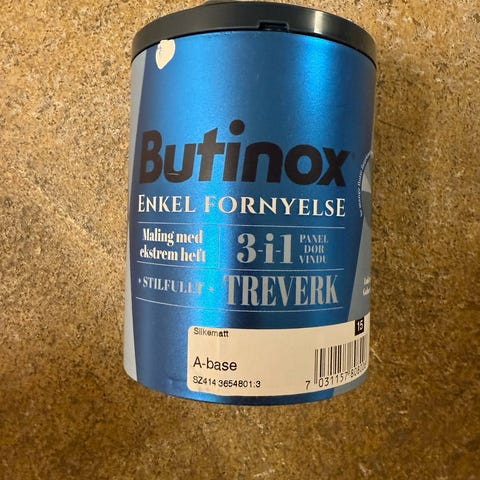 Butinox
ENKEL FORNYELSE
Maling med
ekstrem heft
3-i-1
PANEL
DØR
VINDU
• STILFULLT •
TREVERK
Silkematt
15
A-base
SZ414 3654801:3